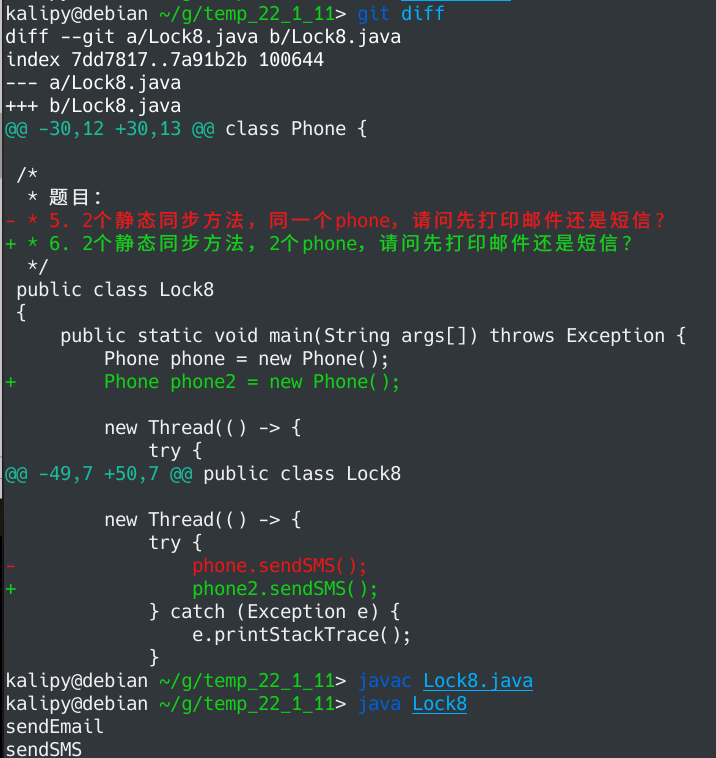 kalipy@debian ~/g/temp_22_1_11> git diff
diff --git a/Lock8.java b/Lock8.java
index 7dd7817..7a91b2b 100644
--- a/Lock8.java
+++ b/Lock8.java
@@ -30,12 +30,13 @@ class Phone {

 /*
  * 题目：
- * 5. 2个静态同步方法，同一个phone，请问先打印邮件还是短信？
+ * 6. 2个静态同步方法，2个phone，请问先打印邮件还是短信？
  */
 public class Lock8
 {
     public static void main(String args[]) throws Exception {
         Phone phone = new Phone();
+        Phone phone2 = new Phone();

         new Thread(() -> {
             try {
@@ -49,7 +50,7 @@ public class Lock8

         new Thread(() -> {
             try {
-                phone.sendSMS();
+                phone2.sendSMS();
             } catch (Exception e) {
                 e.printStackTrace();
             }
kalipy@debian ~/g/temp_22_1_11> javac Lock8.java
kalipy@debian ~/g/temp_22_1_11> java Lock8
sendEmail
sendSMS